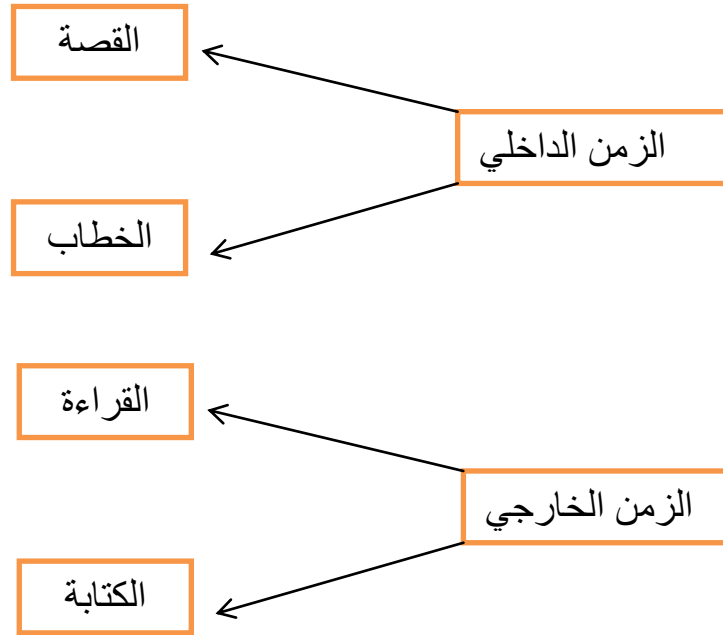 القصة
الزمن الداخلي
الخطاب
القراءة
الزمن الخارجي
الكتابة